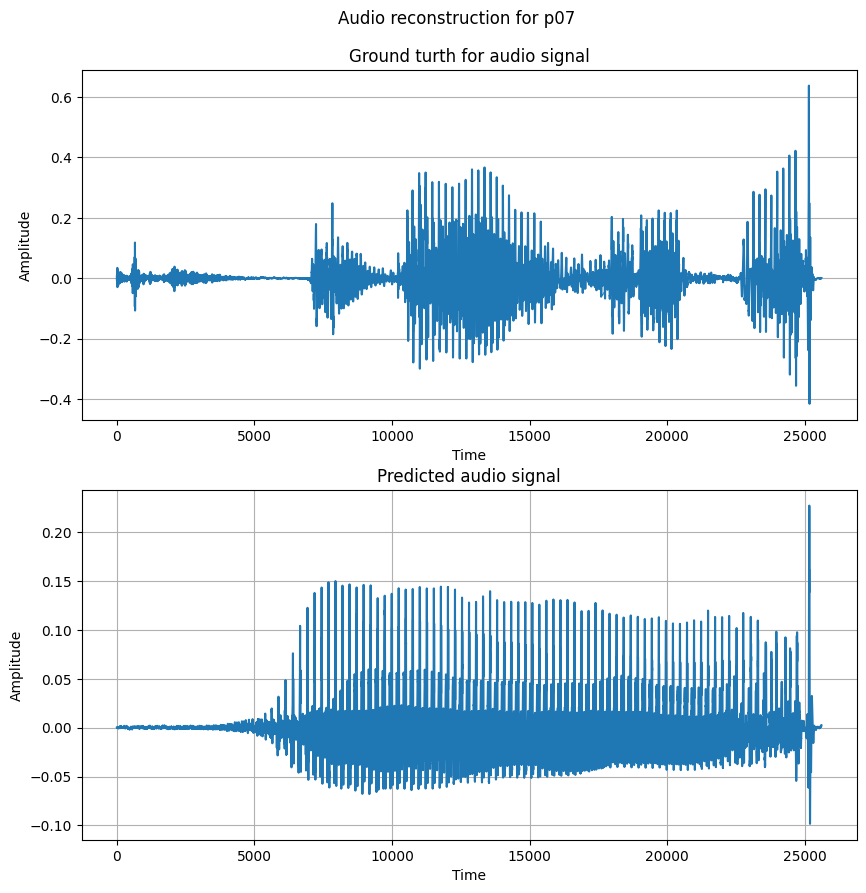 Audio reconstruction for p07
Ground turth for audio signal
0.6
0.4
0.2
0.0
−0.2
−0.4
Amplitude
0 5000 10000 15000 20000 25000
Time
Predicted audio signal
0.20
0.15
0.10
0.05
0.00
−0.05
−0.10
Amplitude
0 5000 10000 15000 20000 25000
Time